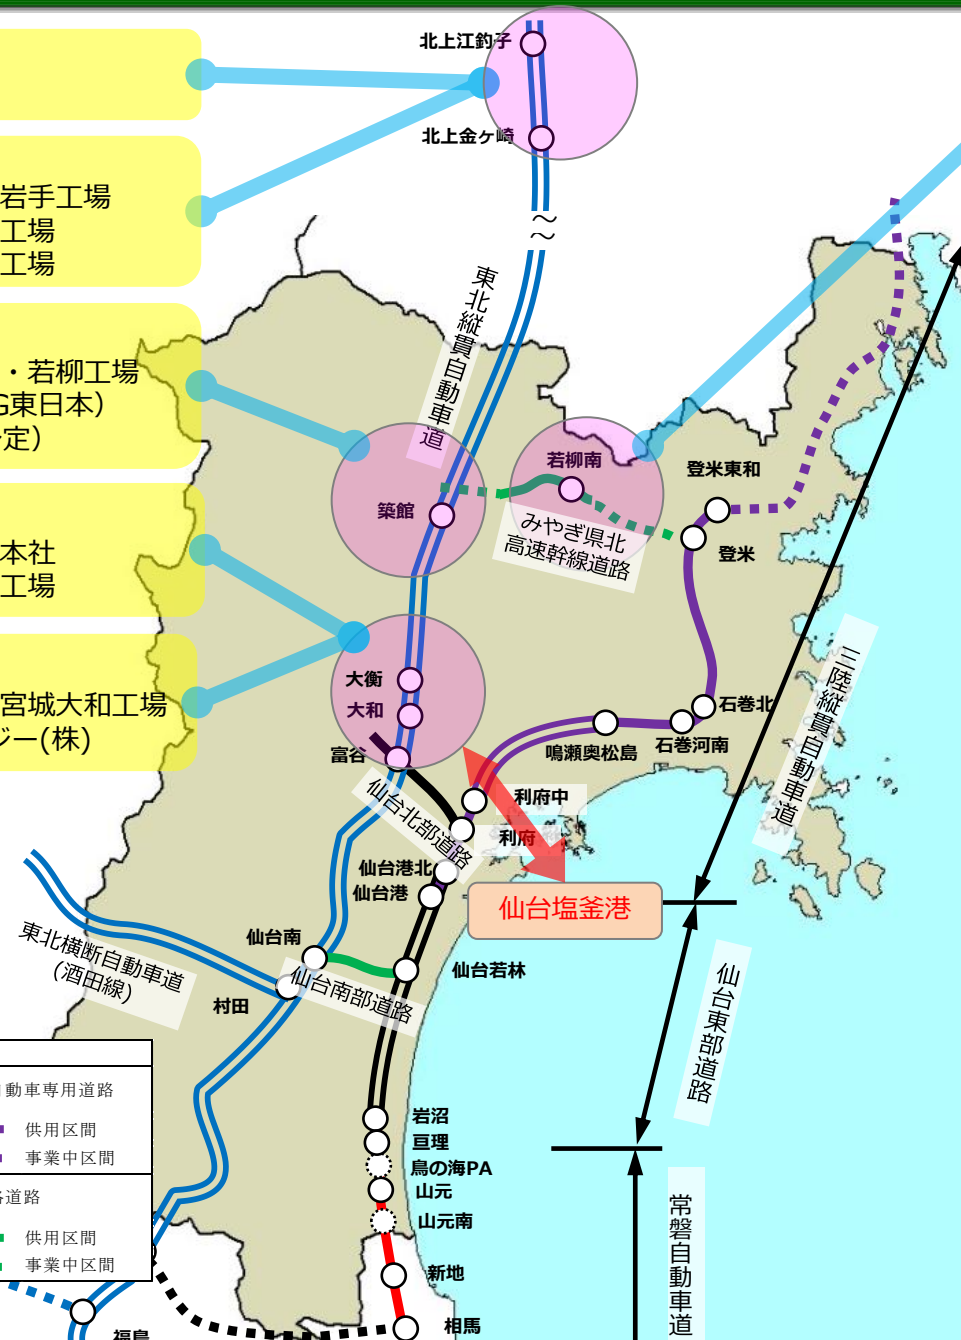 北上江釣子
北上金ヶ崎
岩手工場
工場
工場
東北縦貫自動車道
・若柳工場
G東日本）
定）
築館
若柳南
みやぎ県北
高速幹線道路
登米東和
登米
本社
工場
宮城大和工場
ジー(株)
大衡
大和
富谷
仙台北部道路
石巻北
石巻河南
鳴瀬奥松島
三陸縦貫自動車道
利府中
利府
仙台港北
仙台港
仙台塩釜港
東北横断自動車道
（酒田線）
仙台南
仙台南部道路
仙台若林
村田
仙台東部道路
動車専用道路
供用区間
事業中区間
道路
供用区間
事業中区間
岩沼
亘理
鳥の海PA
山元
山元南
新地
相馬
常磐自動車道
福島